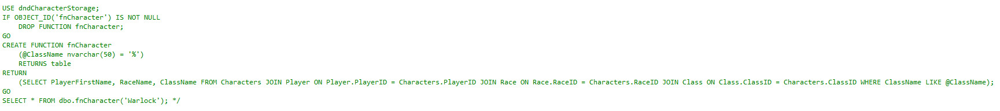 USE dndCharacterStorage;
IF OBJECT_ID('fnCharacter') IS NOT NULL
    DROP FUNCTION fnCharacter;
GO
CREATE FUNCTION fnCharacter
    (@ClassName nvarchar(50) = '%')
    RETURNS table
RETURN
    (SELECT PlayerFirstName, RaceName, ClassName FROM Characters JOIN Player ON Player.PlayerID = Characters.PlayerID JOIN Race ON Race.RaceID = Characters.RaceID JOIN Class ON Class.ClassID = Characters.ClassID WHERE ClassName LIKE @ClassName);
GO
SELECT * FROM dbo.fnCharacter('Warlock'); */